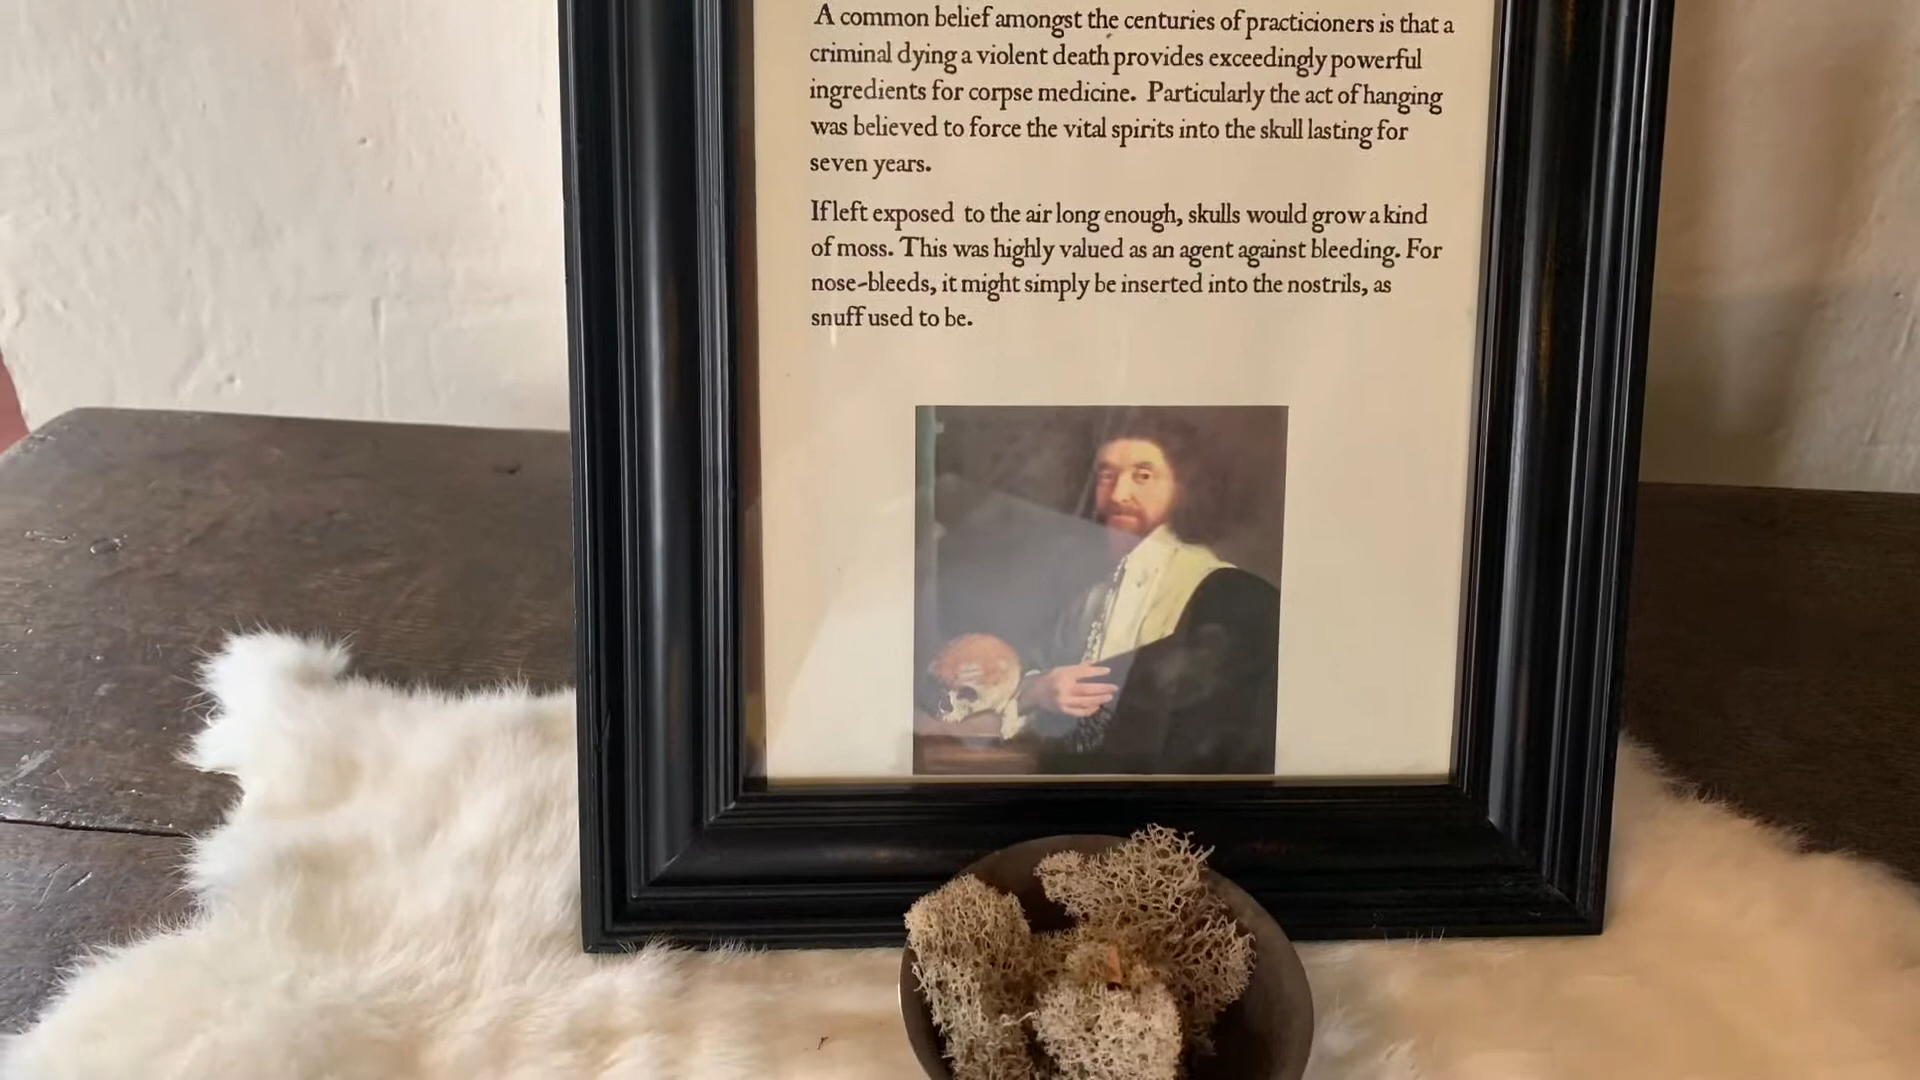 A common belief amongst the centuries of practicioners is that a
criminal dying a violent death provides exceedingly powerful
ingredients for corpse medicine. Particularly the act of hanging
was believed to force the vital spirits into the skull lasting for
seven years.
If left exposed to the air long enough, skulls would grow a kind
of moss. This was highly valued as an agent against bleeding. For
nose-bleeds, it might simply be inserted into the nostrils, as
snuff used to be.